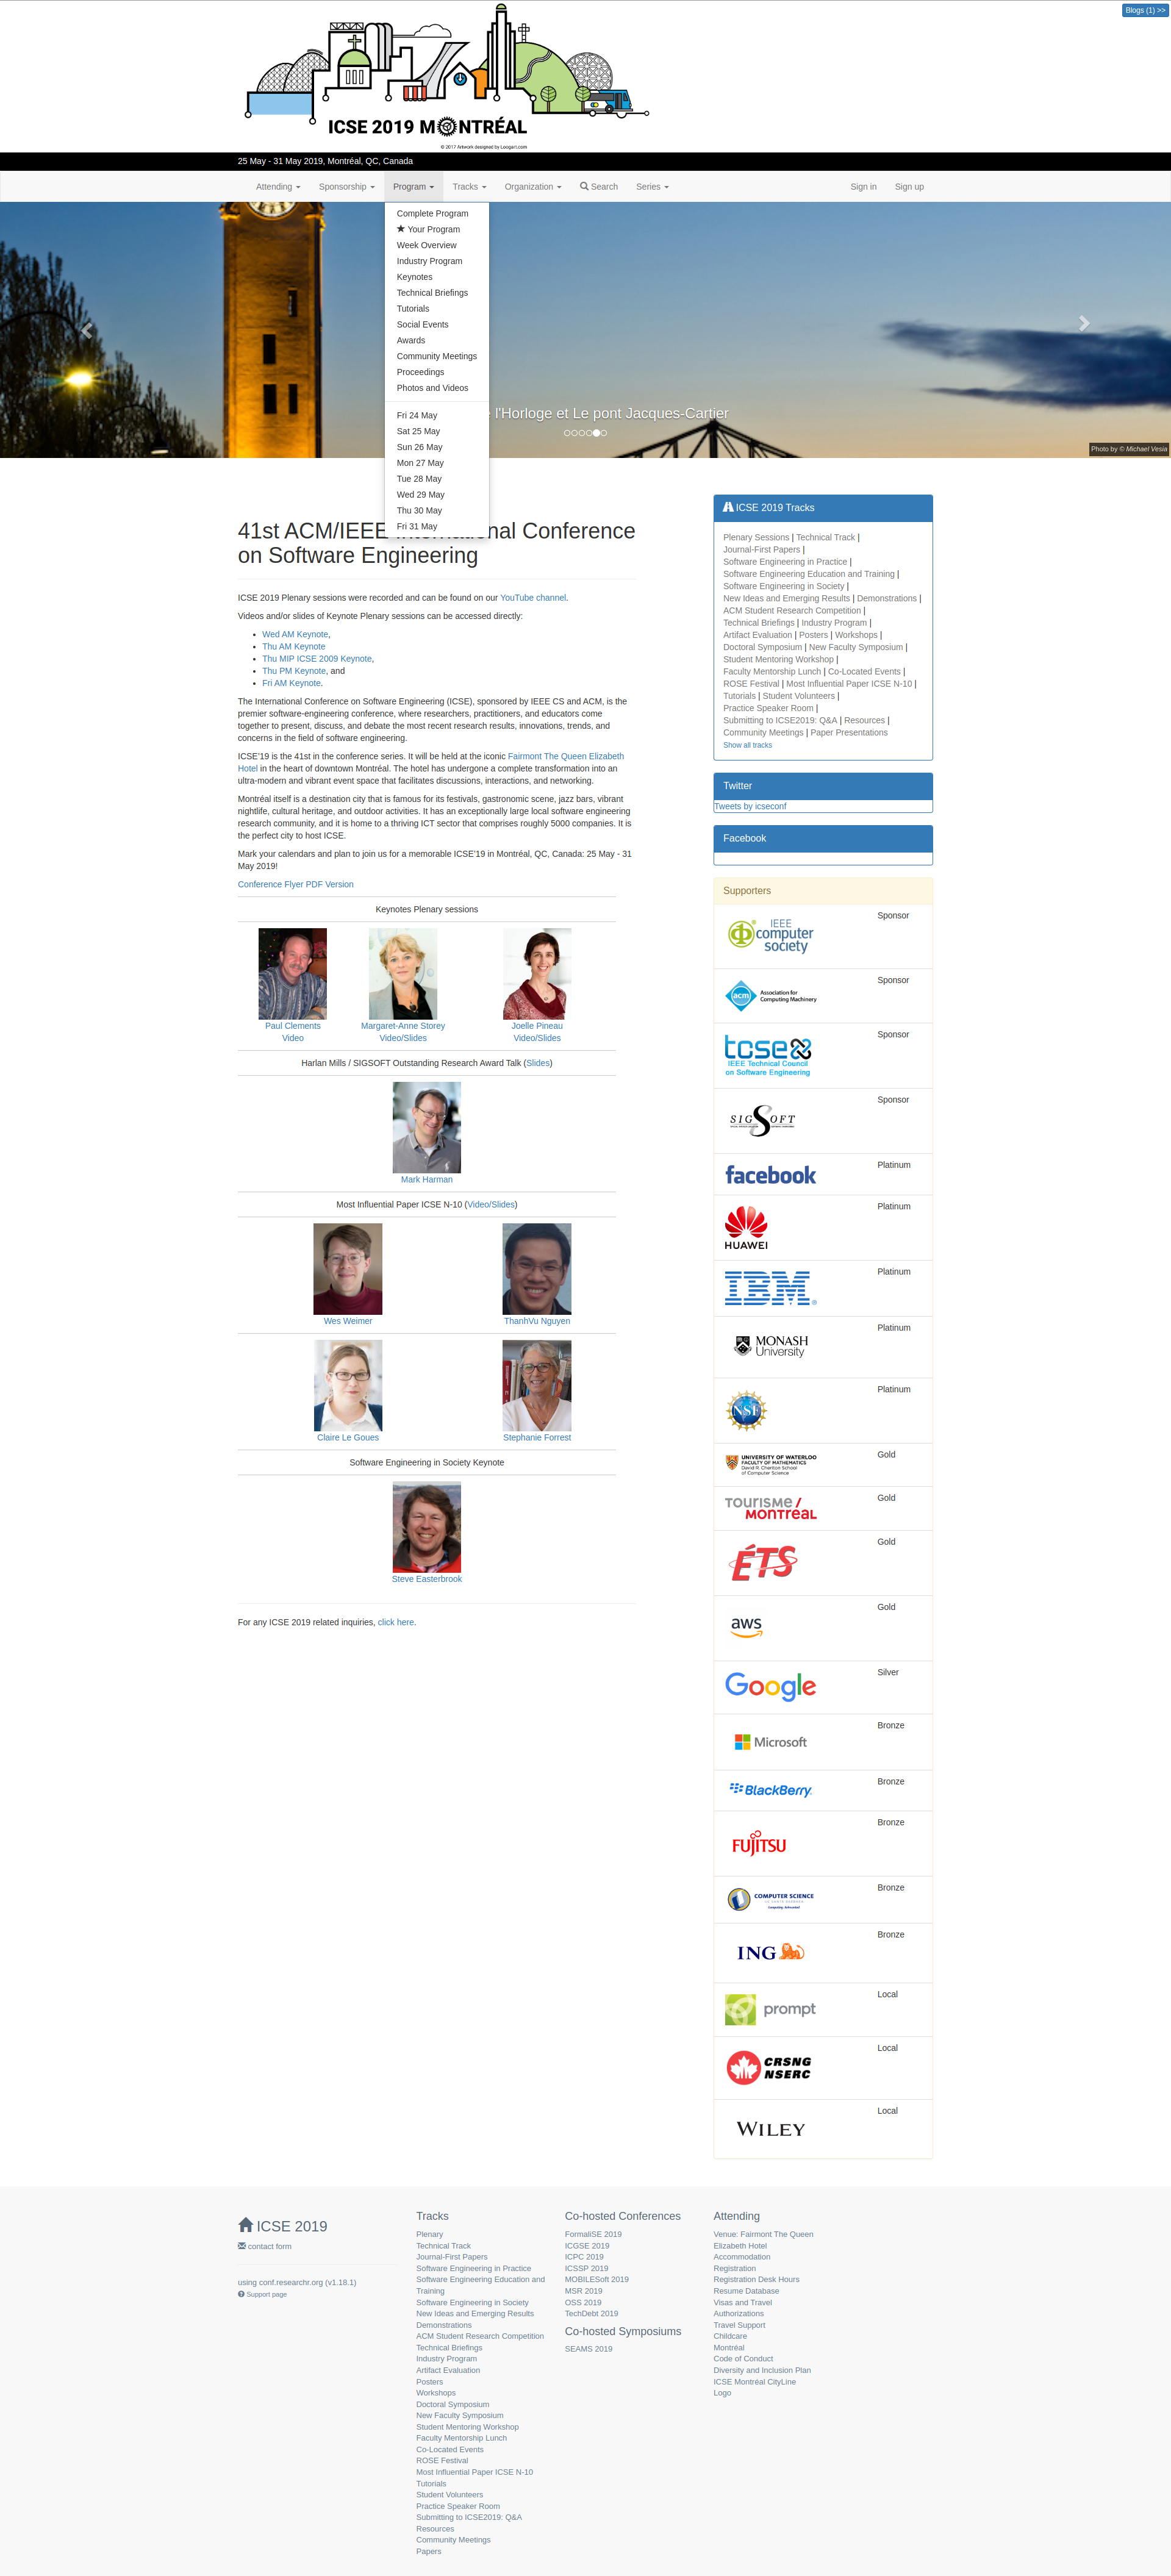 Blogs (1) >>
ICSE 2019 MONTRÉAL
© 2017 Artwork designed by Loogart.com
25 May - 31 May 2019, Montréal, QC, Canada
Attending Sponsorship Program Tracks Organization Search Series Sign in Sign up
Complete Program
Your Program
Week Overview
Industry Program
Keynotes
Technical Briefings
Tutorials
Social Events
Awards
Community Meetings
Proceedings
Photos and Videos
Fri 24 May
Sat 25 May
Sun 26 May
Mon 27 May
Tue 28 May
Wed 29 May
Thu 30 May
Fri 31 May
l'Horloge et Le pont Jacques-Cartier
Photo by © Michael Vesia
41st ACM/IEEE International Conference
on Software Engineering
ICSE 2019 Plenary sessions were recorded and can be found on our YouTube channel.
Videos and/or slides of Keynote Plenary sessions can be accessed directly:
Wed AM Keynote,
Thu AM Keynote
Thu MIP ICSE 2009 Keynote,
Thu PM Keynote, and
Fri AM Keynote.
The International Conference on Software Engineering (ICSE), sponsored by IEEE CS and ACM, is the
premier software-engineering conference, where researchers, practitioners, and educators come
together to present, discuss, and debate the most recent research results, innovations, trends, and
concerns in the field of software engineering.
ICSE'19 is the 41st in the conference series. It will be held at the iconic Fairmont The Queen Elizabeth
Hotel in the heart of downtown Montréal. The hotel has undergone a complete transformation into an
ultra-modern and vibrant event space that facilitates discussions, interactions, and networking.
Montréal itself is a destination city that is famous for its festivals, gastronomic scene, jazz bars, vibrant
nightlife, cultural heritage, and outdoor activities. It has an exceptionally large local software engineering
research community, and it is home to a thriving ICT sector that comprises roughly 5000 companies. It is
the perfect city to host ICSE.
Mark your calendars and plan to join us for a memorable ICSE'19 in Montréal, QC, Canada: 25 May - 31
May 2019!
Conference Flyer PDF Version
Keynotes Plenary sessions
Paul Clements Margaret-Anne Storey Joelle Pineau
Video Video/Slides Video/Slides
Harlan Mills / SIGSOFT Outstanding Research Award Talk (Slides)
Mark Harman
Most Influential Paper ICSE N-10 (Video/Slides)
Wes Weimer ThanhVu Nguyen
Claire Le Goues Stephanie Forrest
Software Engineering in Society Keynote
Steve Easterbrook
For any ICSE 2019 related inquiries, click here.
ICSE 2019 Tracks
Plenary Sessions | Technical Track |
Journal-First Papers |
Software Engineering in Practice |
Software Engineering Education and Training |
Software Engineering in Society |
New Ideas and Emerging Results | Demonstrations |
ACM Student Research Competition |
Technical Briefings | Industry Program |
Artifact Evaluation | Posters | Workshops |
Doctoral Symposium | New Faculty Symposium |
Student Mentoring Workshop |
Faculty Mentorship Lunch | Co-Located Events |
ROSE Festival | Most Influential Paper ICSE N-10 |
Tutorials | Student Volunteers |
Practice Speaker Room |
Submitting to ICSE2019: Q&A | Resources |
Community Meetings | Paper Presentations
Show all tracks
Twitter
Tweets by icseconf
Facebook
Supporters
IEEE computer society Sponsor
acm Association for Computing Machinery Sponsor
tcse IEEE Technical Council on Software Engineering Sponsor
SIGSOFT Sponsor
facebook Platinum
HUAWEI Platinum
IBM® Platinum
MONASH University Platinum
NSF Platinum
UNIVERSITY OF WATERLOO FACULTY OF MATHEMATICS David R. Cheriton School of Computer Science Gold
TOURISME / MONTRÉAL Gold
ÉTS Gold
aws Gold
Google Silver
Microsoft Bronze
BlackBerry Bronze
FUJITSU Bronze
COMPUTER SCIENCE Bronze
ING Bronze
prompt Local
CRSNG NSERC Local
WILEY Local
ICSE 2019
contact form
using conf.researchr.org (v1.18.1)
Support page
Tracks
Plenary
Technical Track
Journal-First Papers
Software Engineering in Practice
Software Engineering Education and
Training
Software Engineering in Society
New Ideas and Emerging Results
Demonstrations
ACM Student Research Competition
Technical Briefings
Industry Program
Artifact Evaluation
Posters
Workshops
Doctoral Symposium
New Faculty Symposium
Student Mentoring Workshop
Faculty Mentorship Lunch
Co-Located Events
ROSE Festival
Most Influential Paper ICSE N-10
Tutorials
Student Volunteers
Practice Speaker Room
Submitting to ICSE2019: Q&A
Resources
Community Meetings
Papers
Co-hosted Conferences
FormaliSE 2019
ICGSE 2019
ICPC 2019
ICSSP 2019
MOBILESoft 2019
MSR 2019
OSS 2019
TechDebt 2019
Co-hosted Symposiums
SEAMS 2019
Attending
Venue: Fairmont The Queen
Elizabeth Hotel
Accommodation
Registration
Registration Desk Hours
Resume Database
Visas and Travel
Authorizations
Travel Support
Childcare
Montréal
Code of Conduct
Diversity and Inclusion Plan
ICSE Montréal CityLine
Logo